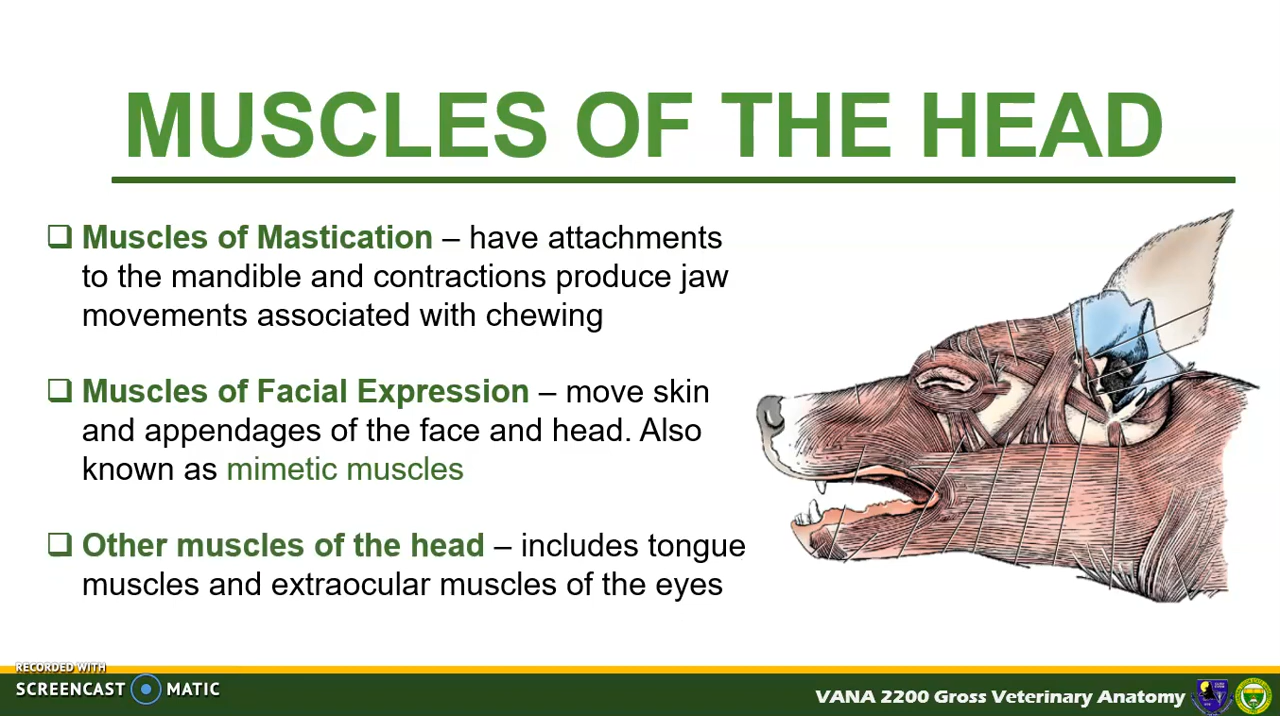 MUSCLES OF THE HEAD
❑ Muscles of Mastication – have attachments
to the mandible and contractions produce jaw
movements associated with chewing
❑ Muscles of Facial Expression – move skin
and appendages of the face and head. Also
known as mimetic muscles
❑ Other muscles of the head – includes tongue
muscles and extraocular muscles of the eyes
RECORDED WITH
SCREENCAST MATIC
VANA 2200 Gross Veterinary Anatomy